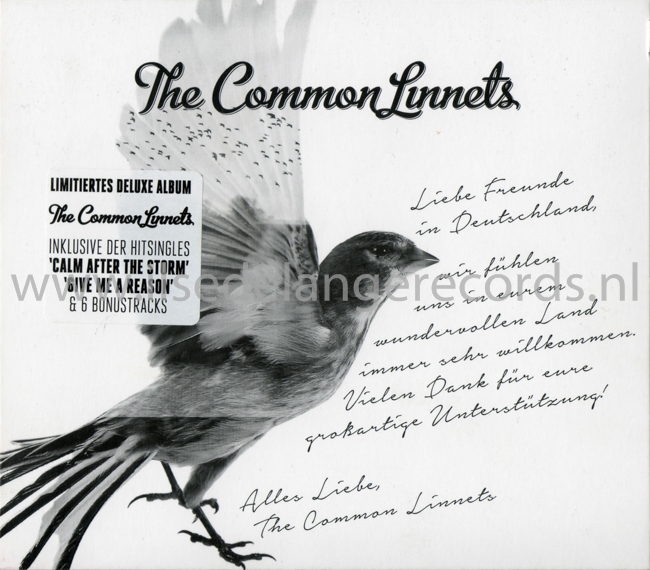 The Common Linnets
LIMITIERTES DELUXE ALBUM
The Common Linnets
INKLUSIVE DER HITSINGLES
'CALM AFTER THE STORM'
'GIVE ME A REASON'
& 6 BONUSTRACKS
Liebe Freunde
in Deutschland,
wir fühlen
uns in eurem
wundervollen Land
immer sehr willkommen.
Vielen Dank für eure
großartige Unterstützung!
Alles Liebe,
The Common Linnets